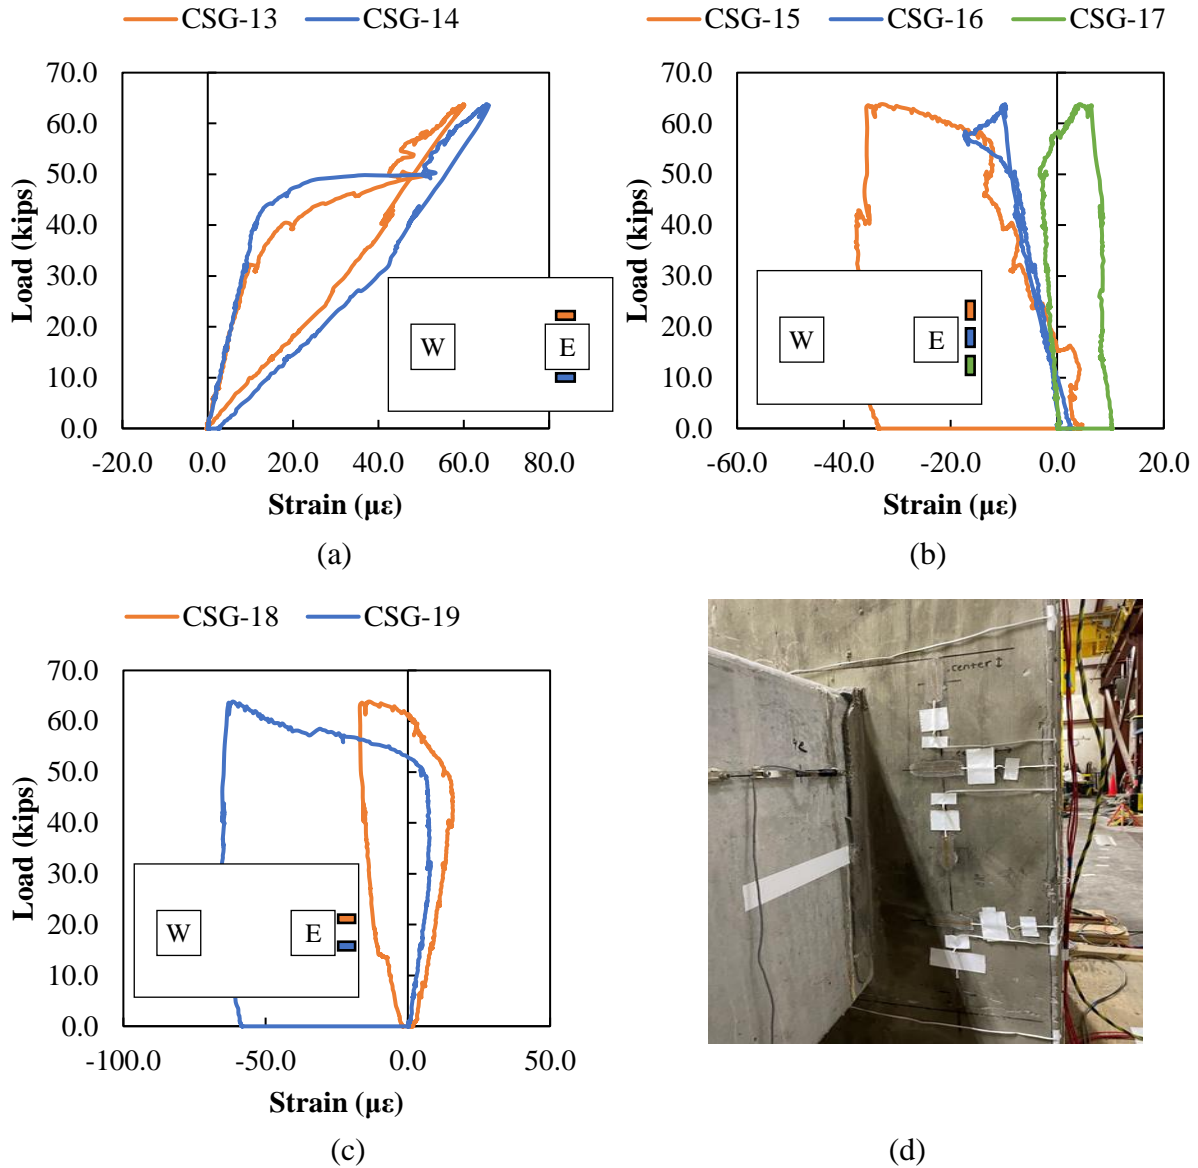 CSG-13 CSG-14
70.0
60.0
50.0
40.0
30.0
20.0
10.0
0.0
-20.0 0.0 20.0 40.0 60.0 80.0
Load (kips)
Strain (με)
W E
(a)
CSG-15 CSG-16 CSG-17
70.0
60.0
50.0
40.0
30.0
20.0
10.0
0.0
-60.0 -40.0 -20.0 0.0 20.0
Load (kips)
Strain (με)
W E
(b)
CSG-18 CSG-19
70.0
60.0
50.0
40.0
30.0
20.0
10.0
0.0
-100.0 -50.0 0.0 50.0
Load (kips)
Strain (με)
W E
(c)
center
(d)